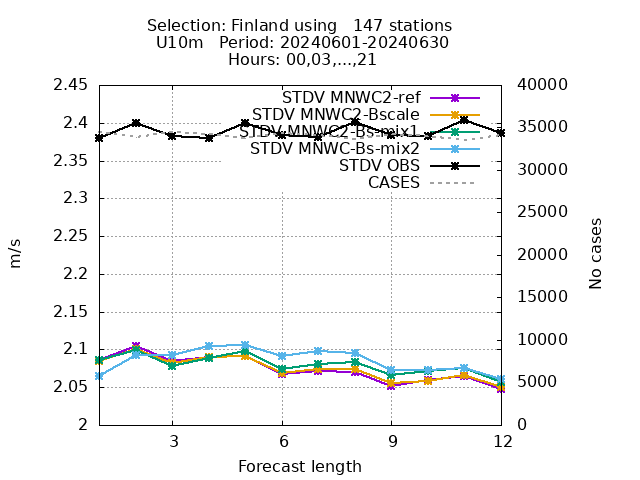 Selection: Finland using   147 stations
U10m   Period: 20240601-20240630
Hours: 00,03,...,21
STDV MNWC2-ref
STDV MNWC2-Bscale
STDV MNWC2-Bs-mix1
STDV MNWC-Bs-mix2
STDV OBS
CASES
2.45
2.4
2.35
2.3
2.25
2.2
2.15
2.1
2.05
2
m/s
40000
35000
30000
25000
20000
15000
10000
5000
0
No cases
3 6 9 12
Forecast length